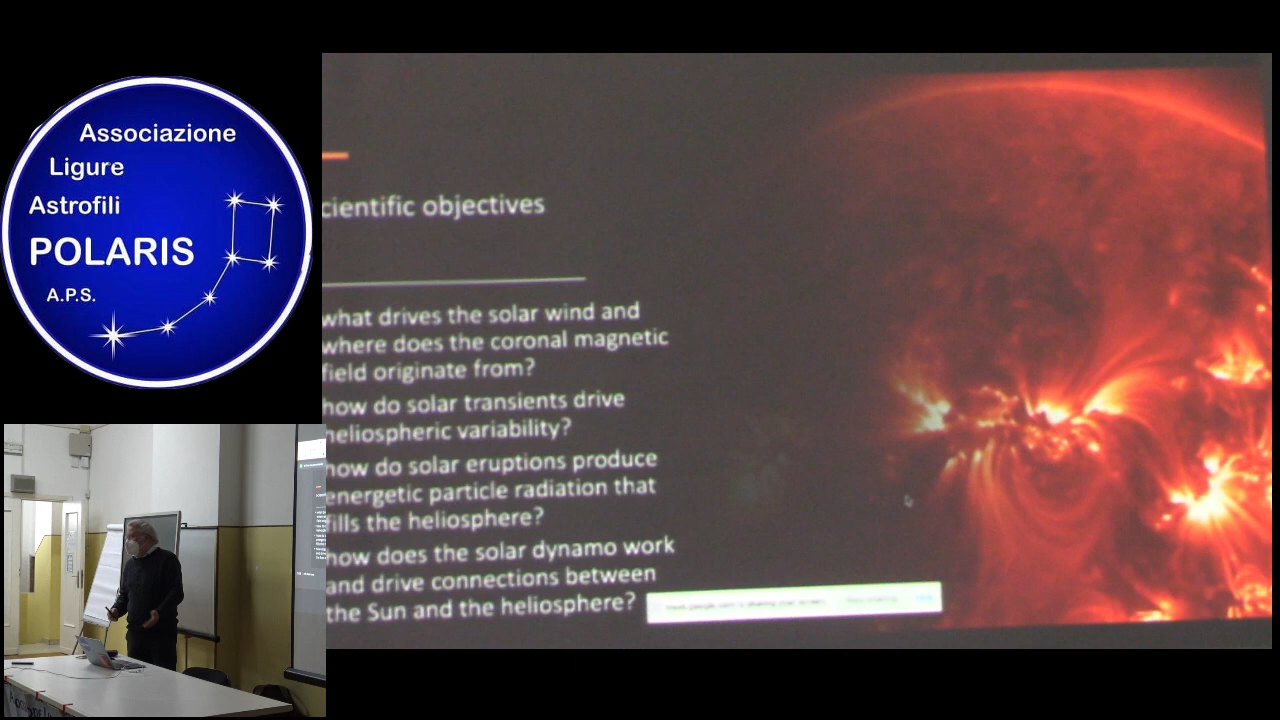 Associazione
Ligure
Astrofili
POLARIS
A.P.S.
cientific objectives
what drives the solar wind and
where does the coronal magnetic
field originate from?
how do solar transients drive
heliospheric variability?
how do solar eruptions produce
energetic particle radiation that
ills the heliosphere?
how does the solar dynamo work
and drive connections between
the Sun and the heliosphere?